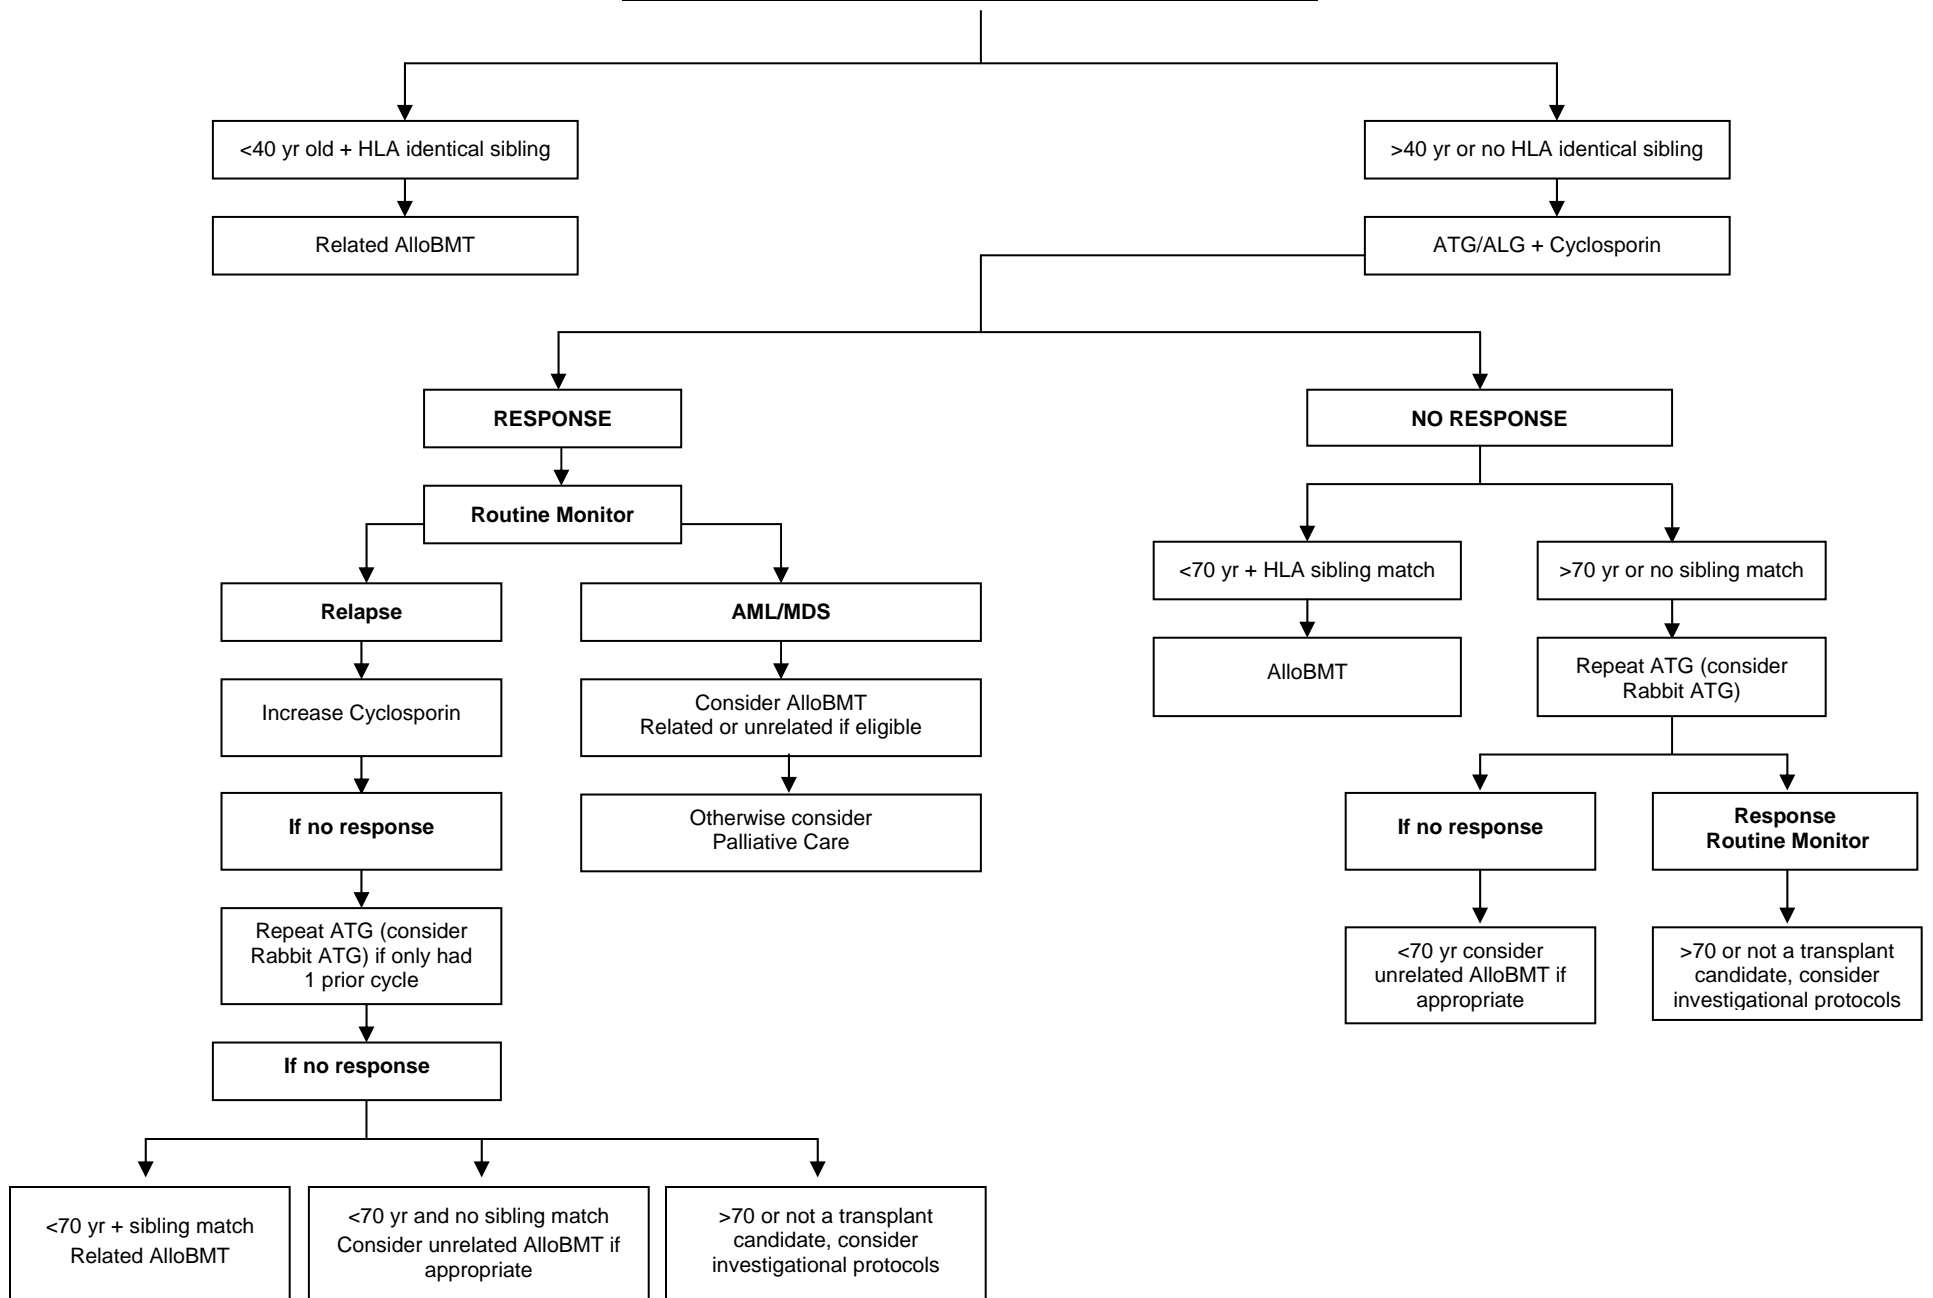 <40 yr old + HLA identical sibling
>40 yr or no HLA identical sibling
Related AlloBMT
ATG/ALG + Cyclosporin
RESPONSE
NO RESPONSE
Routine Monitor
<70 yr + HLA sibling match
>70 yr or no sibling match
Relapse
AML/MDS
AlloBMT
Repeat ATG (consider
Rabbit ATG)
Increase Cyclosporin
Consider AlloBMT
Related or unrelated if eligible
If no response
Otherwise consider
Palliative Care
If no response
Response
Routine Monitor
Repeat ATG (consider
Rabbit ATG) if only had
1 prior cycle
<70 yr consider
unrelated AlloBMT if
appropriate
>70 or not a transplant
candidate, consider
investigational protocols
If no response
<70 yr + sibling match
Related AlloBMT
<70 yr and no sibling match
Consider unrelated AlloBMT if
appropriate
>70 or not a transplant
candidate, consider
investigational protocols